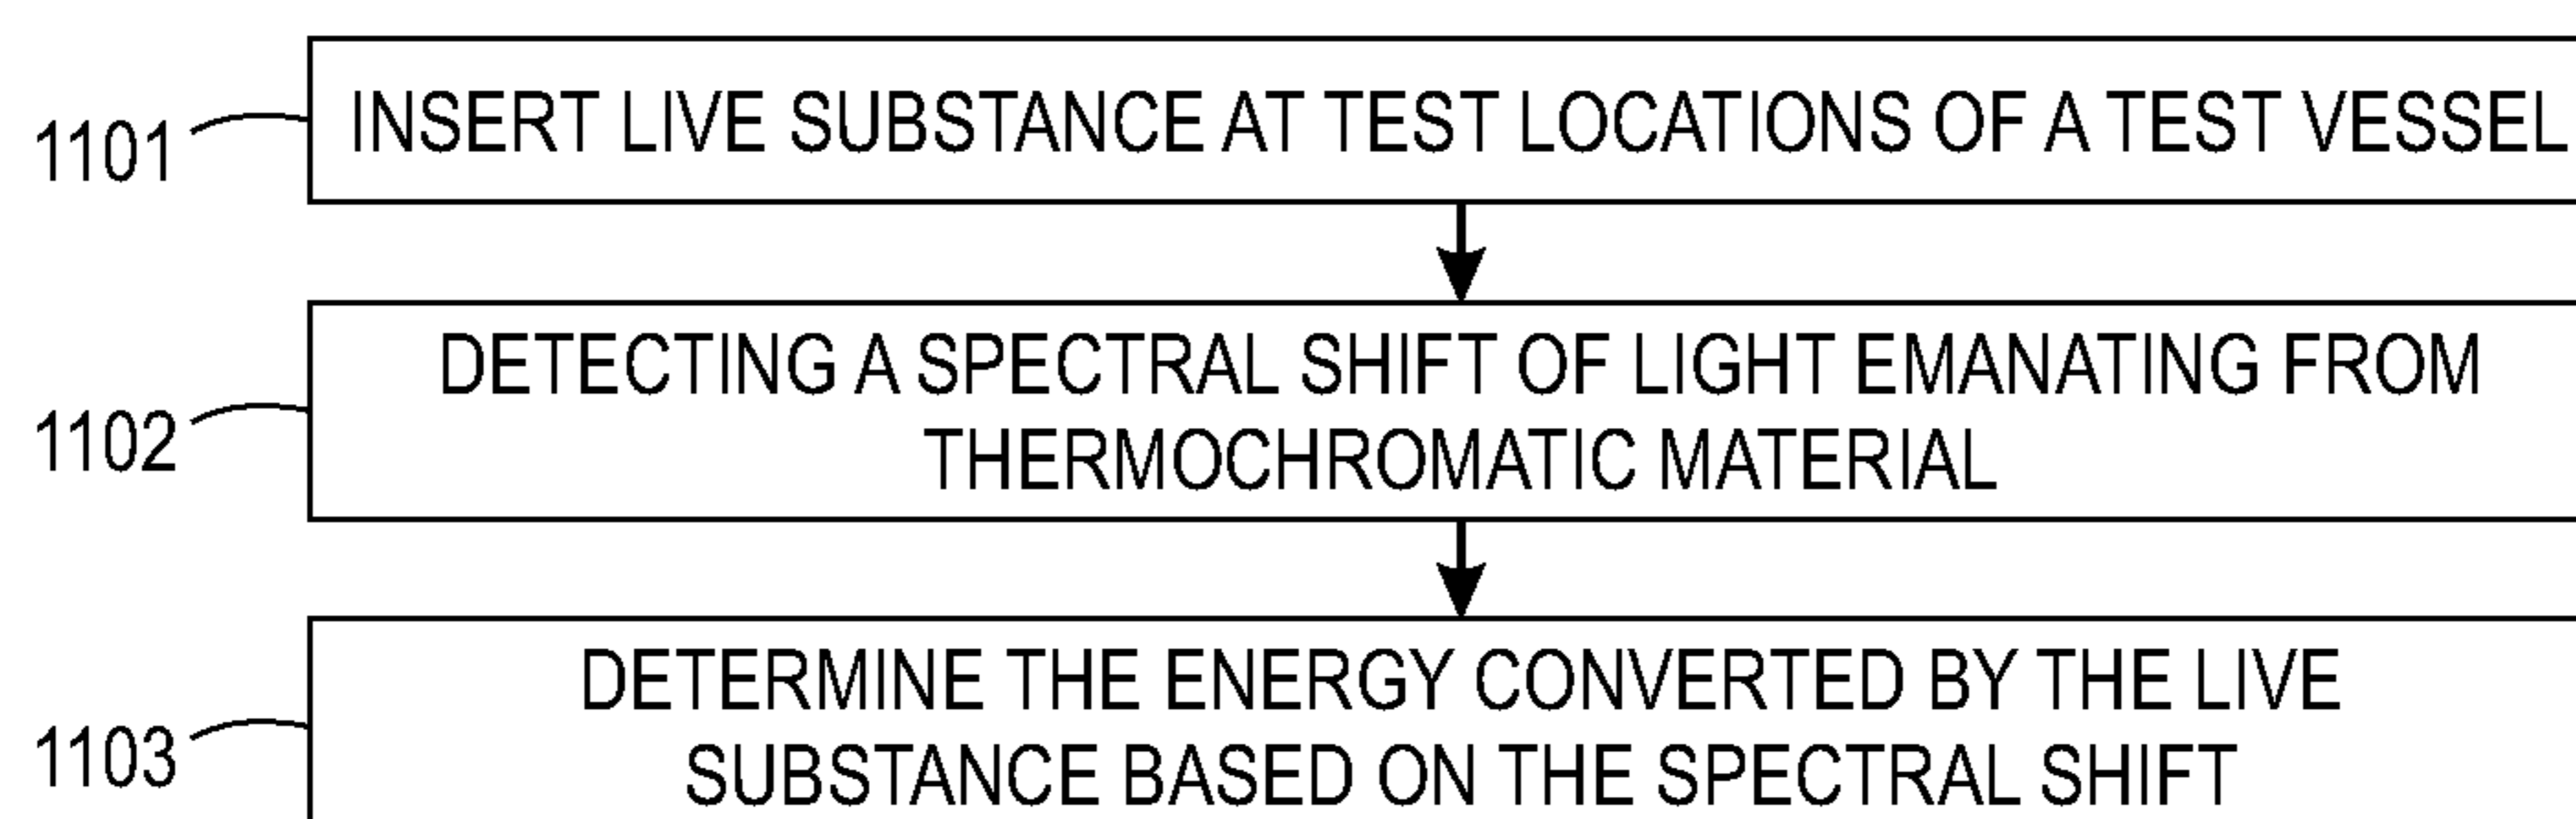 1101 INSERT LIVE SUBSTANCE AT TEST LOCATIONS OF A TEST VESSEL
DETECTING A SPECTRAL SHIFT OF LIGHT EMANATING FROM
1102 THERMOCHROMATIC MATERIAL
DETERMINE THE ENERGY CONVERTED BY THE LIVE
1103 SUBSTANCE BASED ON THE SPECTRAL SHIFT